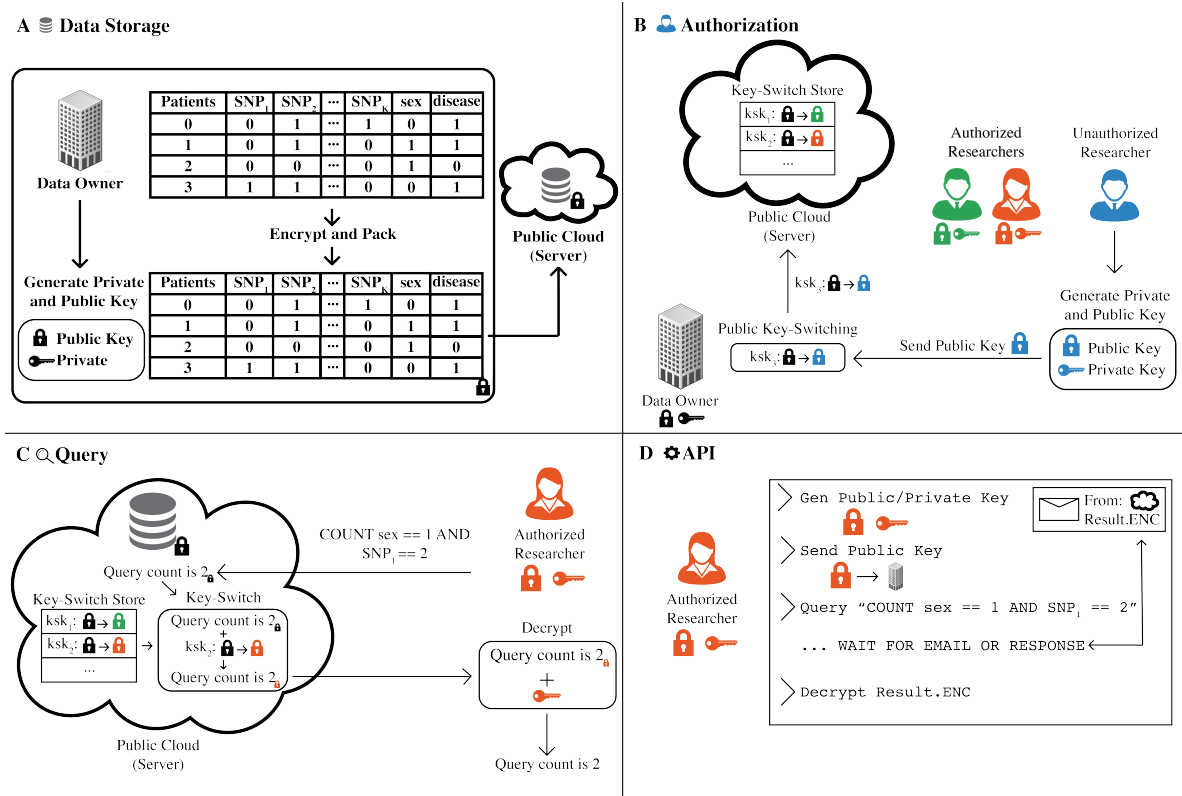 A Data Storage
Data Owner
Generate Private
and Public Key
Public Key
Private
Patients SNP1 SNP2 ... SNPK sex disease
0 0 1 ... 1 0 1
1 0 1 ... 0 1 1
2 0 0 ... 0 1 0
3 1 1 ... 0 0 1
Encrypt and Pack
Patients SNP1 SNP2 ... SNPK sex disease
0 0 1 ... 1 0 1
1 0 1 ... 0 1 1
2 0 0 ... 0 1 0
3 1 1 ... 0 0 1
Public Cloud
(Server)
B Authorization
Key-Switch Store
ksk1: →
ksk2: →
...
Public Cloud
(Server)
Authorized
Researchers
Unauthorized
Researcher
Generate Private
and Public Key
Public Key
Private Key
Send Public Key
Public Key-Switching
ksk3: →
ksk3: →
Data Owner
C Query
Query count is 2
Key-Switch Store
ksk1: →
ksk2: →
...
Key-Switch
Query count is 2
+
ksk2: →
Query count is 2
Public Cloud
(Server)
COUNT sex == 1 AND
SNP1 == 2
Authorized
Researcher
Decrypt
Query count is 2
+
Query count is 2
D API
Authorized
Researcher
Gen Public/Private Key
Send Public Key
Query “COUNT sex == 1 AND SNP1 == 2”
... WAIT FOR EMAIL OR RESPONSE
Decrypt Result.ENC
From:
Result.ENC